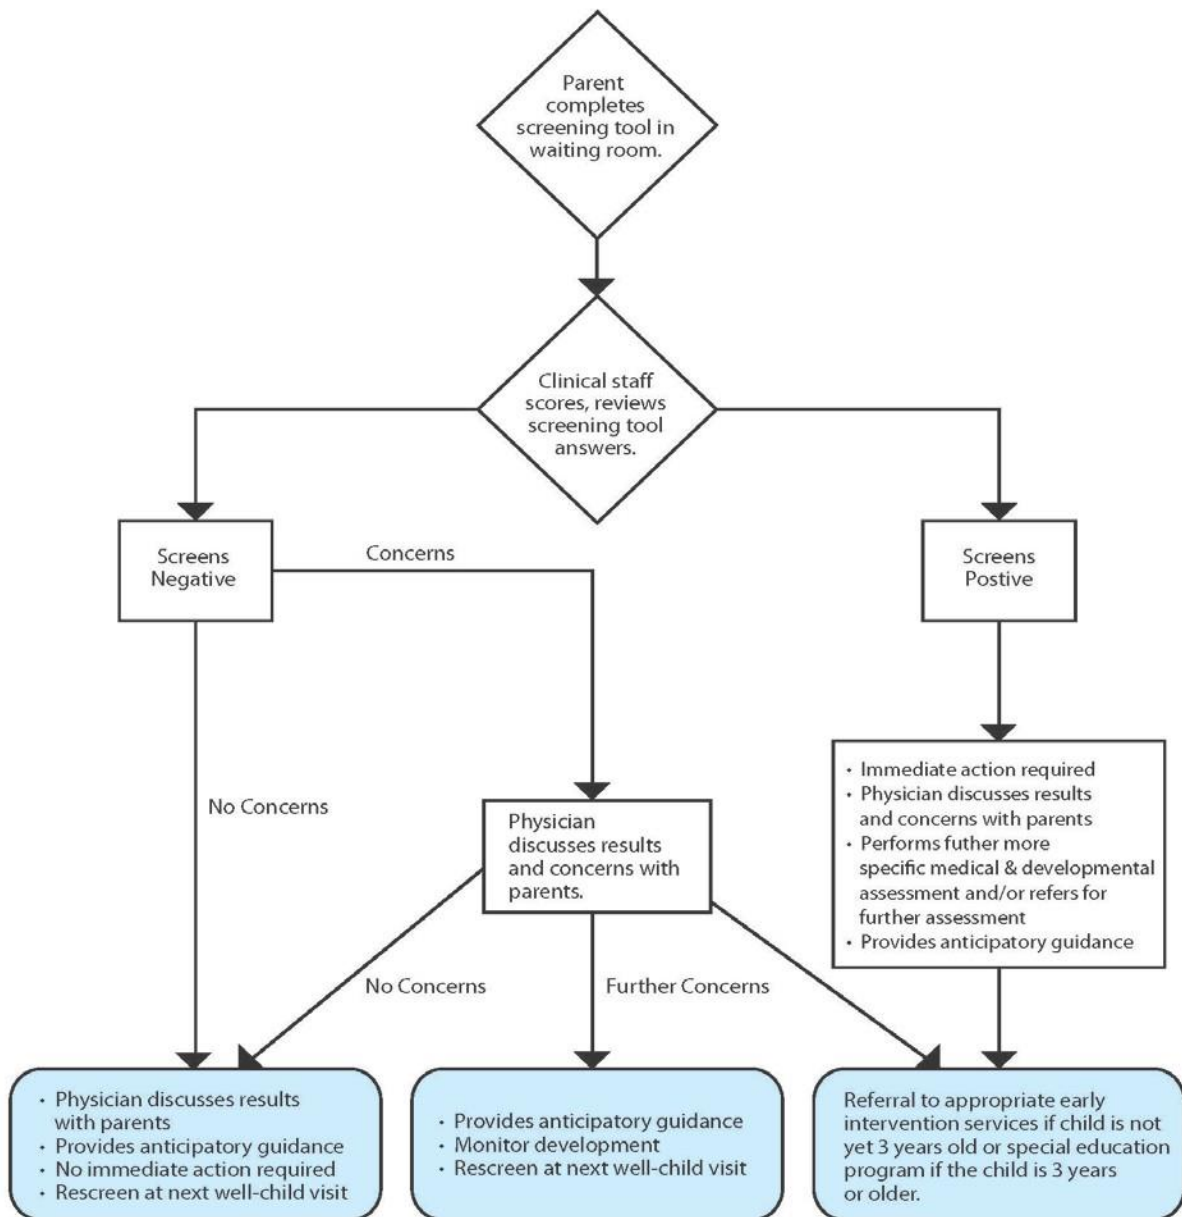 Parent
completes
screening tool in
waiting room.
Clinical staff
scores, reviews
screening tool
answers.
Screens
Negative
Concerns
Screens
Postive
No Concerns
Physician
discusses results
and concerns with
parents.
• Immediate action required
• Physician discusses results
and concerns with parents
• Performs futher more
specific medical & developmental
assessment and/or refers for
further assessment
• Provides anticipatory guidance
No Concerns
Further Concerns
• Physician discusses results
with parents
• Provides anticipatory guidance
• No immediate action required
• Rescreen at next well-child visit
• Provides anticipatory guidance
• Monitor development
• Rescreen at next well-child visit
Referral to appropriate early
intervention services if child is not
yet 3 years old or special education
program if the child is 3 years
or older.